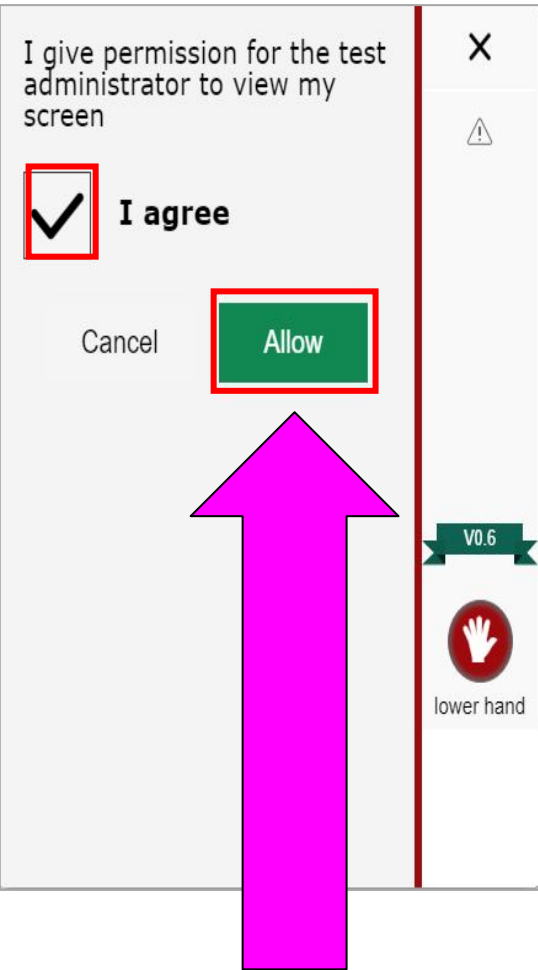 I give permission for the test
administrator to view my
screen
I agree
Cancel
Allow
V0.6
lower hand